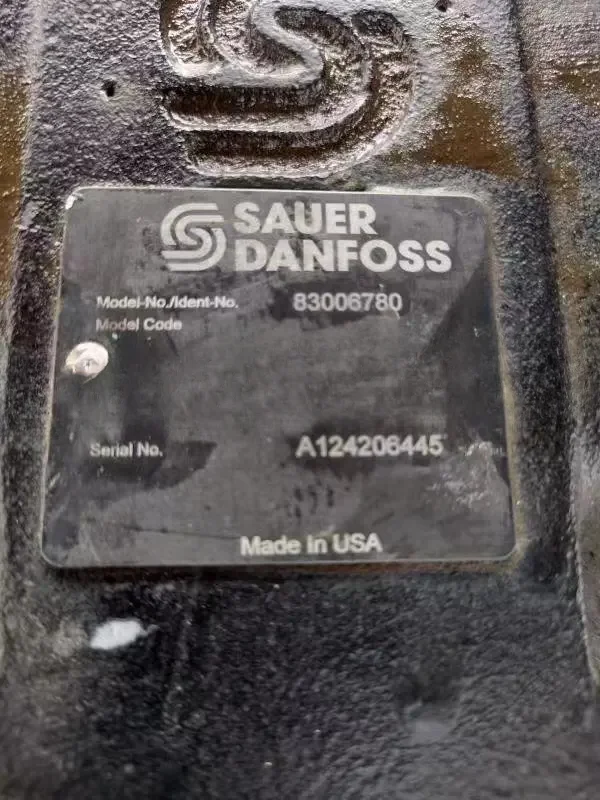 SAUER
DANFOSS
Model-No./Ident-No. 83006780
Model Code
Serial No. A124206445
Made In USA